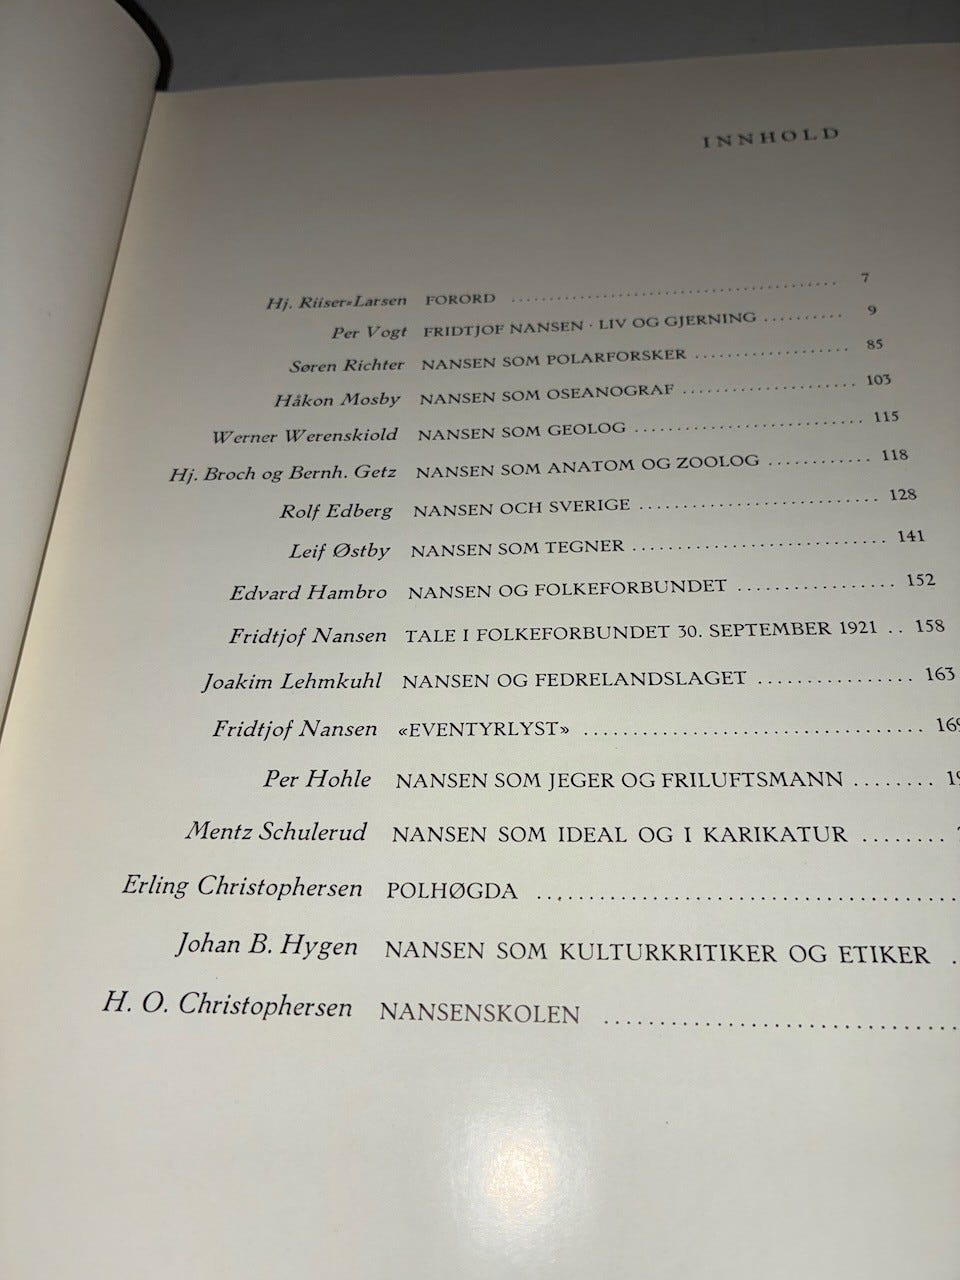 INNHOLD
Hj. Riiser-Larsen FORORD ........................................ 7
Per Vogt FRIDTJOF NANSEN · LIV OG GJERNING .......... 9
Søren Richter NANSEN SOM POLARFORSKER .................... 85
Håkon Mosby NANSEN SOM OSEANOGRAF ...................... 103
Werner Werenskiold NANSEN SOM GEOLOG ............................ 115
Hj. Broch og Bernh. Getz NANSEN SOM ANATOM OG ZOOLOG ............ 118
Rolf Edberg NANSEN OCH SVERIGE ............................ 128
Leif Østby NANSEN SOM TEGNER ............................ 141
Edvard Hambro NANSEN OG FOLKEFORBUNDET ................. 152
Fridtjof Nansen TALE I FOLKEFORBUNDET 30. SEPTEMBER 1921 .. 158
Joakim Lehmkuhl NANSEN OG FEDRELANDSLAGET ................ 163
Fridtjof Nansen «EVENTYRLYST» ................................... 169
Per Hohle NANSEN SOM JEGER OG FRILUFTSMANN ........
Mentz Schulerud NANSEN SOM IDEAL OG I KARIKATUR ........
Erling Christophersen POLHØGDA ........................................
Johan B. Hygen NANSEN SOM KULTURKRITIKER OG ETIKER .
H. O. Christophersen NANSENSKOLEN ................................